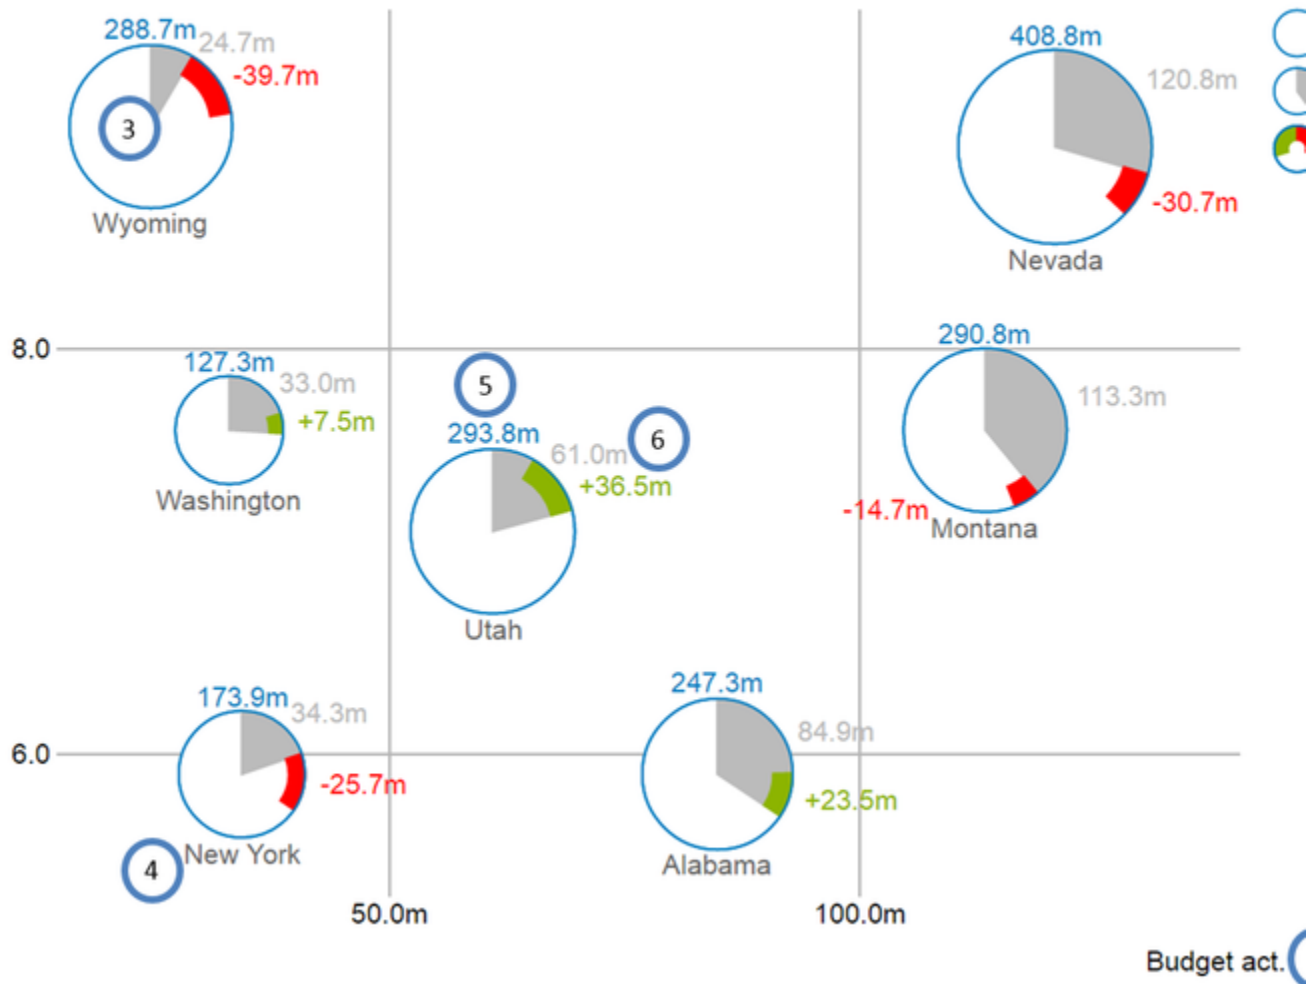 288.7m
24.7m
-39.7m
3
Wyoming
408.8m
120.8m
-30.7m
Nevada
8.0
127.3m
33.0m
+7.5m
Washington
5
293.8m
61.0m
6
+36.5m
Utah
290.8m
113.3m
-14.7m
Montana
6.0
173.9m
34.3m
-25.7m
New York
4
247.3m
84.9m
+23.5m
Alabama
50.0m
100.0m
Budget act.